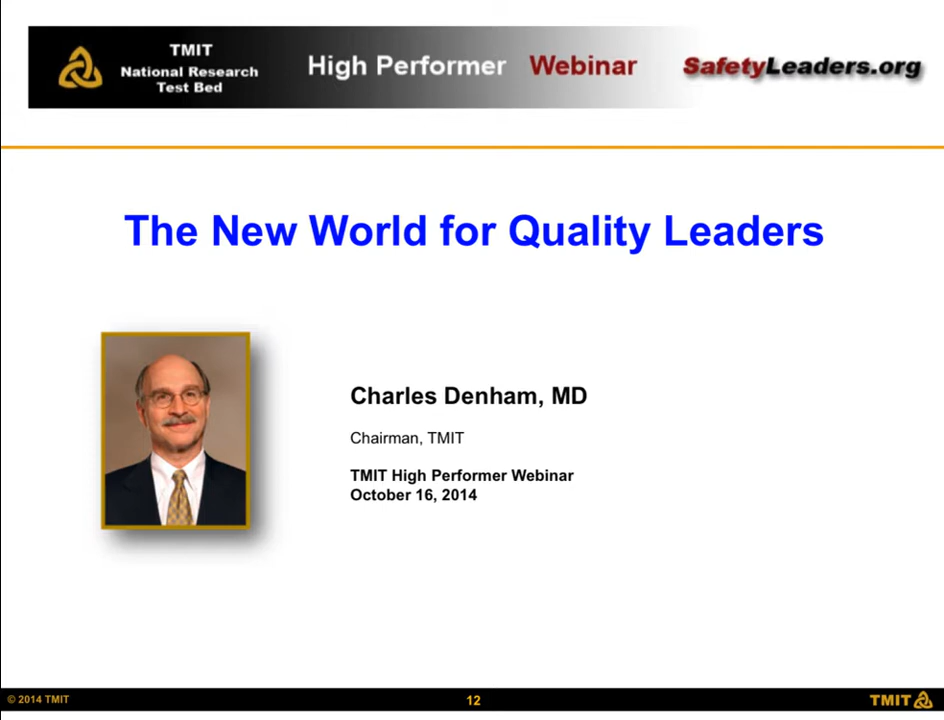 TMIT
National Research
Test Bed
High Performer Webinar
SafetyLeaders.org
The New World for Quality Leaders
Charles Denham, MD
Chairman, TMIT
TMIT High Performer Webinar
October 16, 2014
© 2014 TMIT
12
TMIT